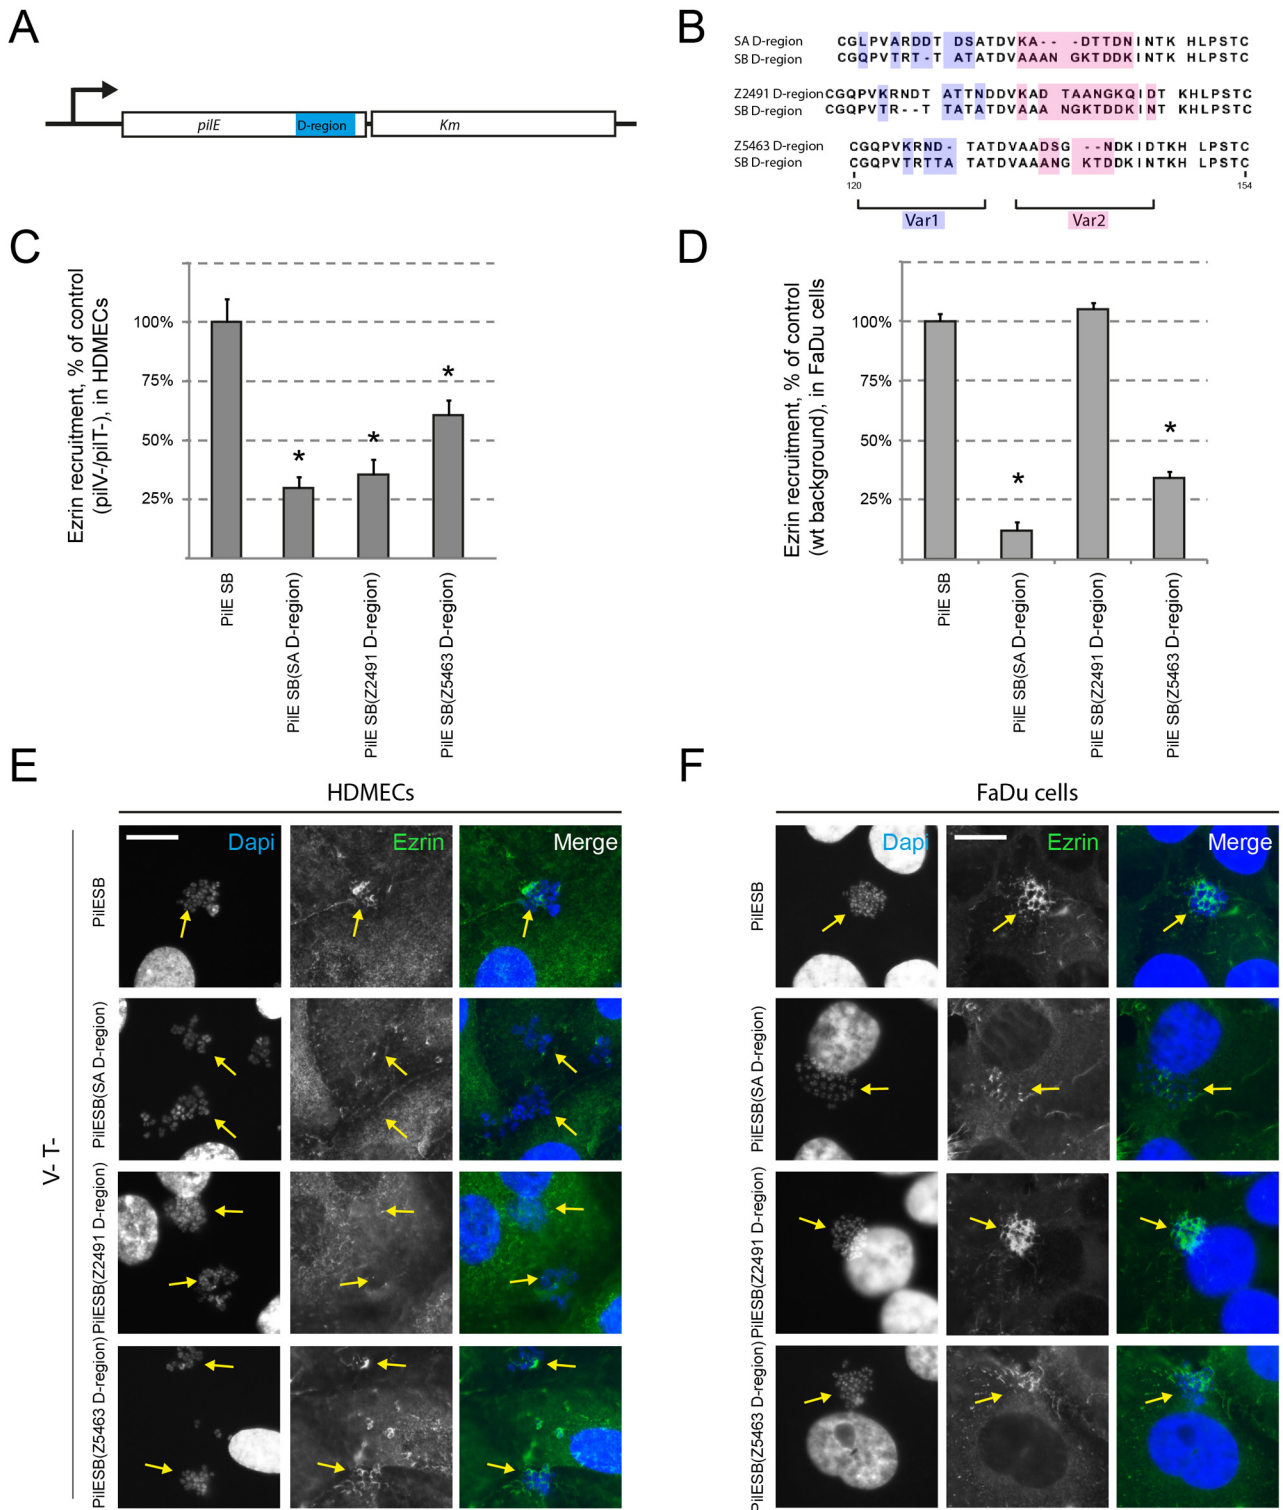 A
pilE
D-region
Km
B
SA D-region CGLPVARDDT DSATDVKA- - -DTTDNINTK HLPSTC
SB D-region CGQPVTRT-T ATATDVAAAN GKTDDKINTK HLPSTC
Z2491 D-region CGQPVKRNDT ATTNDDVKAD TAANGKQID T KHLPSTC
SB D-region CGQPVTR--T TATATDVAAA NGKTDDKIN T KHLPSTC
Z5463 D-region CGQPVKRND- TATDVAADSG --NDKIDTKH LPSTC
SB D-region CGQPVTRTTA TATDVAAANG KTDDKINTKH LPSTC
120 154
Var1 Var2
C
Ezrin recruitment, % of control
(pilV-/pilT-), in HDMECs
100%
75%
50%
25%
*
*
*
PilE SB
PilE SB(SA D-region)
PilE SB(Z2491 D-region)
PilE SB(Z5463 D-region)
D
Ezrin recruitment, % of control
(wt background), in FaDu cells
100%
75%
50%
25%
*
*
PilE SB
PilE SB(SA D-region)
PilE SB(Z2491 D-region)
PilE SB(Z5463 D-region)
E
HDMECs
Dapi Ezrin Merge
V- T-
PilESB
PilESB(SA D-region)
PilESB(Z2491 D-region)
PilESB(Z5463 D-region)
F
FaDu cells
Dapi Ezrin Merge
PilESB
PilESB(SA D-region)
PilESB(Z2491 D-region)
PilESB(Z5463 D-region)